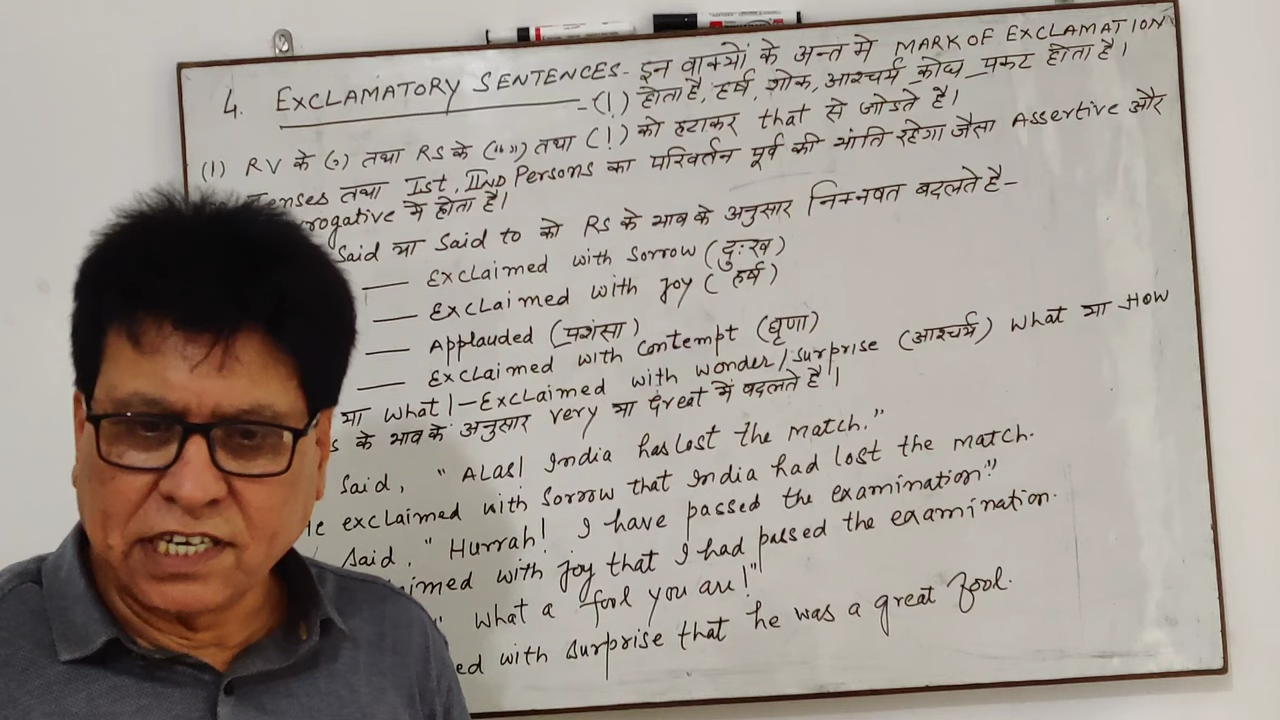 4. EXCLAMATORY SENTENCES- इन वाक्यों के अन्त मे MARK OF EXCLAMATION
-(!) होता है, हर्ष, शोक, आश्चर्य, क्रोध प्रकट होता है।
(1) RV के (,) तथा RS के (“ ”) तथा (!) को हटाकर that से जोडते है।
Tenses तथा Ist, IIND Persons का परिवर्तन पूर्व की भांति रहेगा जैसा Assertive और
rogative मे होता है।
Said या Said to को RS के भाव के अनुसार निम्नवत बदलते है-
— Exclaimed with Sorrow (दुःख)
— Exclaimed with Joy (हर्ष)
— Applauded (प्रशंसा)
— Exclaimed with contempt (घृणा)
या what! - Exclaimed with wonder/surprise (आश्चर्य) what या How
s के भाव के अनुसार very या great में बदलते है।
Said, "ALas! India has lost the match."
He exclaimed with Sorrow that India had lost the match.
Said, "Hurrah! I have passed the examination."
aimed with joy that I had passed the examination.
" what a fool you are!"
ed with surprise that he was a great fool.